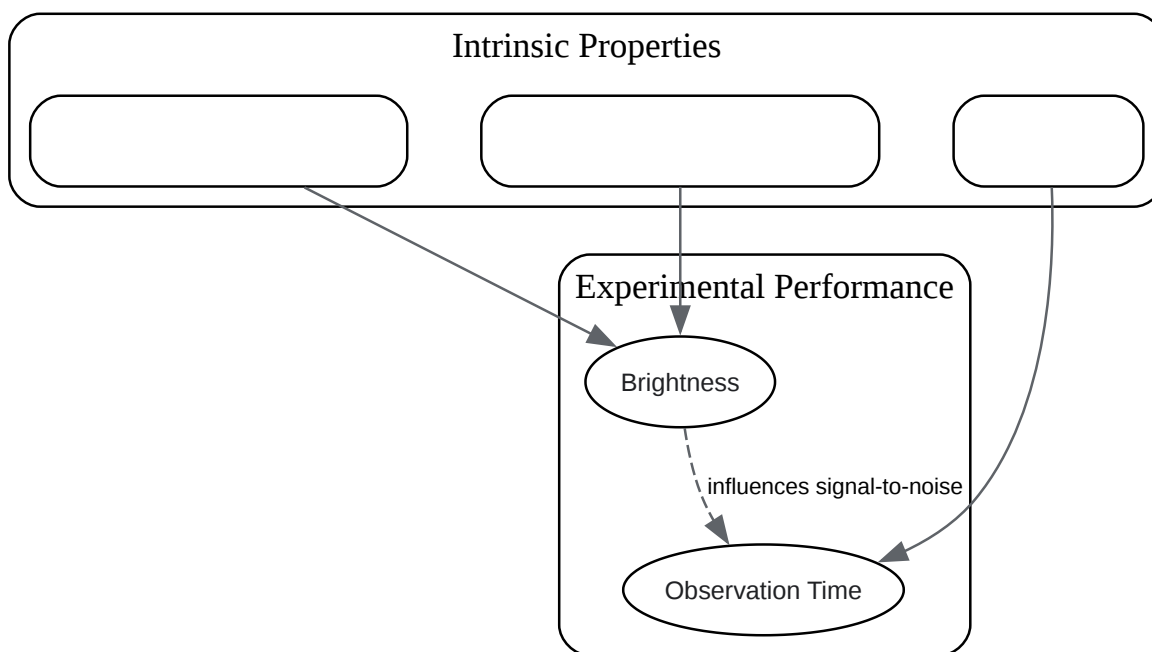 Intrinsic Properties
Experimental Performance
Brightness
influences signal-to-noise
Observation Time